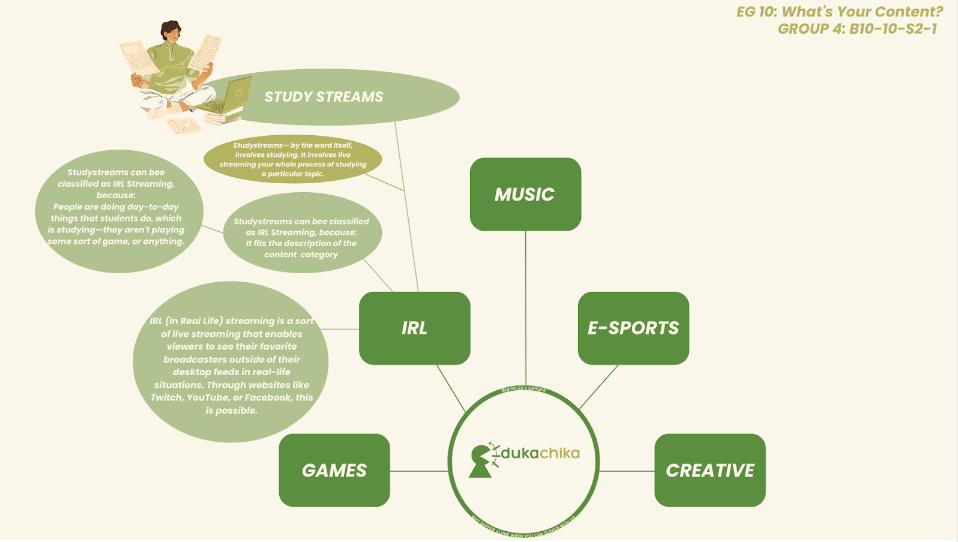 EG 10: What's Your Content?
GROUP 4: B10-10-S2-1
STUDY STREAMS
Studystreams— by the word itself,
involves studying. It involves live
streaming your whole process of studying
a particular topic.
Studystreams can bee
classified as IRL Streaming,
because:
People are doing day-to-day
things that students do, which
is studying—they aren't playing
some sort of game, or anything.
Studystreams can bee classified
as IRL Streaming, because:
It fits the description of the
content category
MUSIC
IRL (In Real Life) streaming is a sort
of live streaming that enables
viewers to see their favorite
broadcasters outside of their
desktop feeds in real-life
situations. Through websites like
Twitch, YouTube, or Facebook, this
is possible.
IRL
E-SPORTS
GAMES
dukachika
CREATIVE